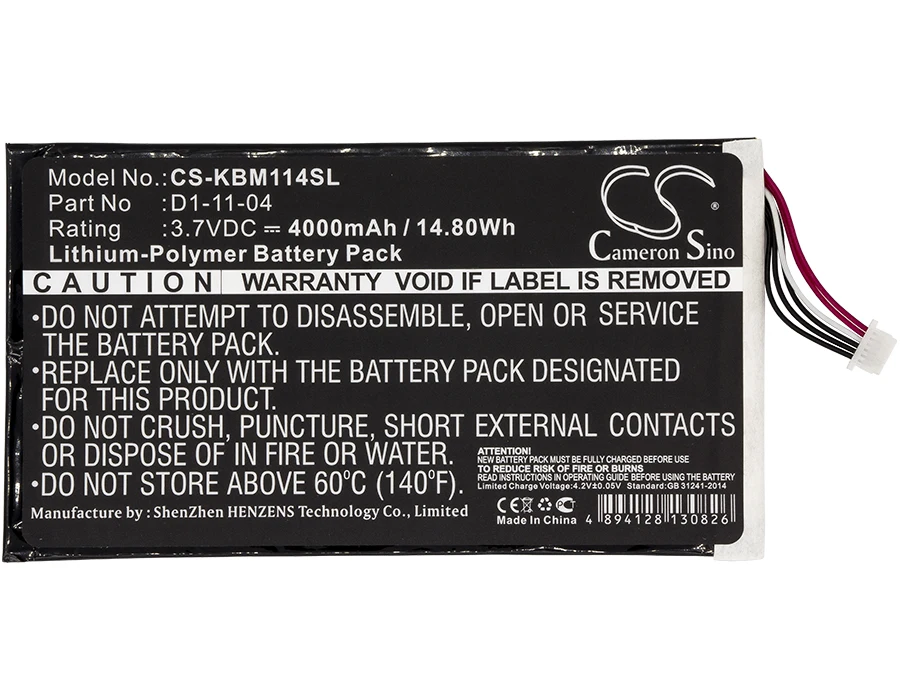 Model No.: CS-KBM114SL
Part No : D1-11-04
Rating : 3.7VDC ⎓ 4000mAh / 14.80Wh
Lithium-Polymer Battery Pack
CS ®
Cameron Sino
CAUTION WARRANTY VOID IF LABEL IS REMOVED
•DO NOT ATTEMPT TO DISASSEMBLE, OPEN OR SERVICE
THE BATTERY PACK.
•REPLACE ONLY WITH THE BATTERY PACK DESIGNATED
FOR THIS PRODUCT.
•DO NOT CRUSH, PUNCTURE, SHORT EXTERNAL CONTACTS
OR DISPOSE OF IN FIRE OR WATER.
•DO NOT STORE ABOVE 60°C (140°F).
Manufactured by : ShenZhen HENZENS Technology Co., Limited
ATTENTION!
NEW BATTERY PACK MUST BE FULLY CHARGED BEFORE USE
TO REDUCE RISK OF FIRE OR BURNS
READ INSTRUCTIONS IN OPERATING GUIDE BEFORE USING BATTERY
Limited Charge Voltage:4.2V±0.05V Standard:GB 31241-2014
CE
Made In China
4 894128 130826